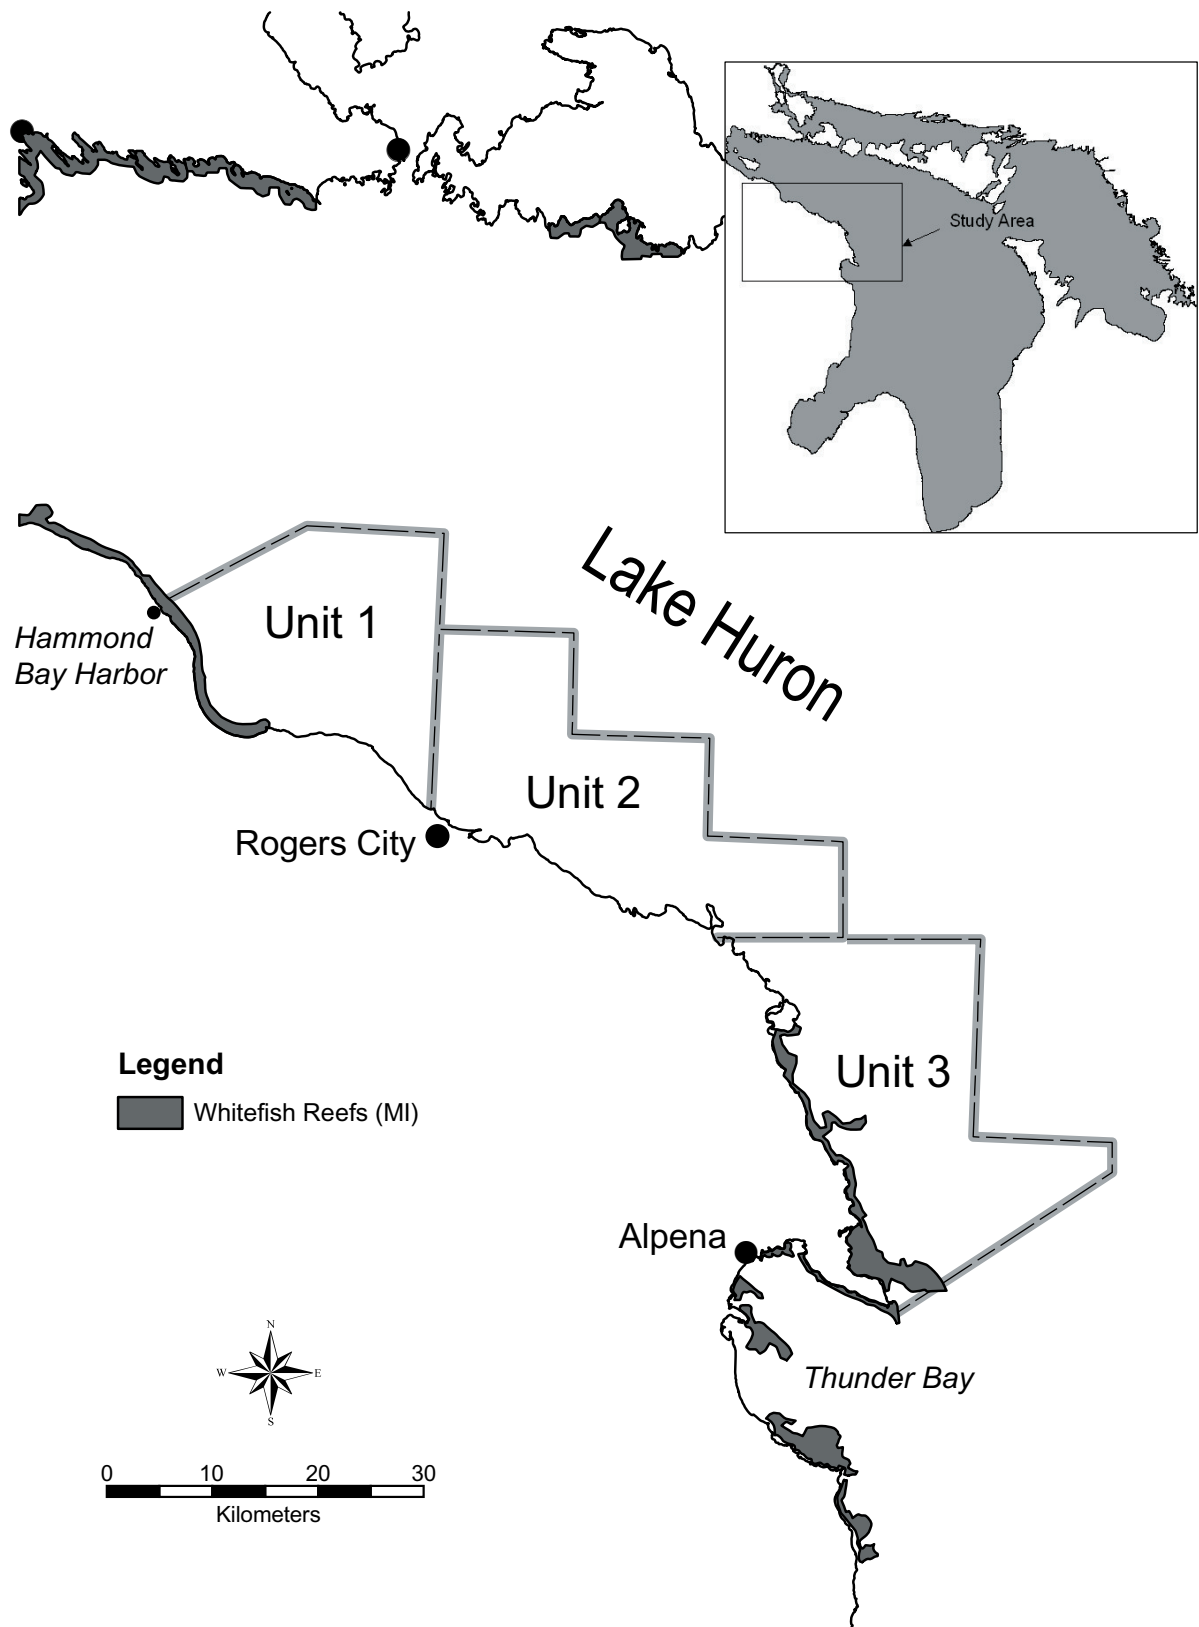 Study Area
Lake Huron
Unit 1
Hammond
Bay Harbor
Unit 2
Rogers City
Legend
Whitefish Reefs (MI)
Unit 3
Alpena
Thunder Bay
N
W
E
S
0 10 20 30
Kilometers